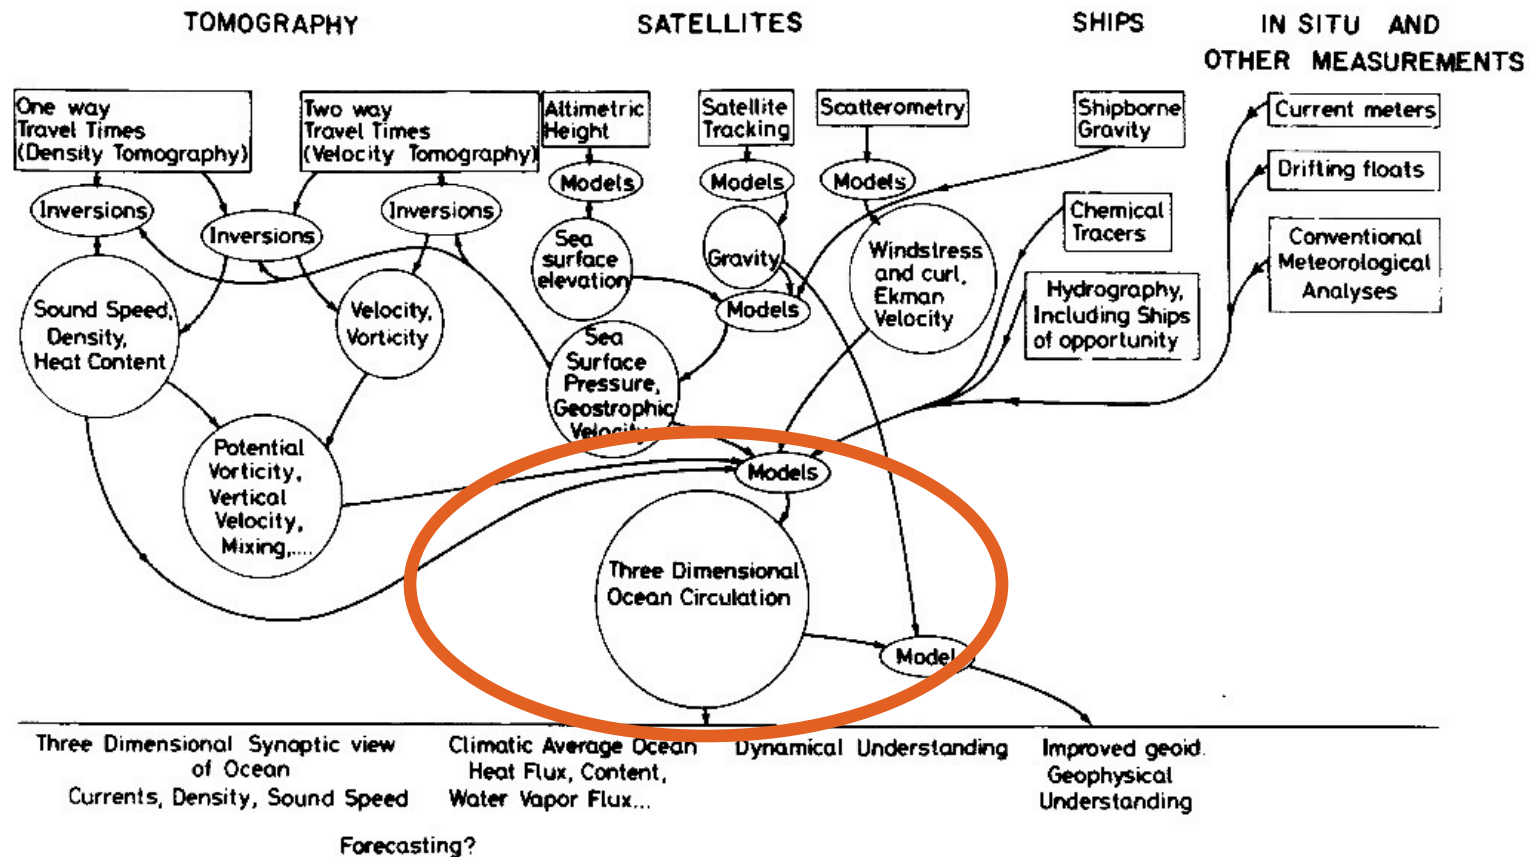 TOMOGRAPHY
SATELLITES
SHIPS
IN SITU AND
OTHER MEASUREMENTS
One way
Travel Times
(Density Tomography)
Two way
Travel Times
(Velocity Tomography)
Altimetric
Height
Satellite
Tracking
Scatterometry
Shipborne
Gravity
Current meters
Drifting floats
Conventional
Meteorological
Analyses
Chemical
Tracers
Hydrography,
Including Ships
of opportunity
Inversions
Inversions
Inversions
Models
Models
Models
Sea
surface
elevation
Gravity
Windstress
and curl,
Ekman
Velocity
Models
Sound Speed,
Density,
Heat Content
Velocity,
Vorticity
Sea
Surface
Pressure,
Geostrophic
Velocity
Potential
Vorticity,
Vertical
Velocity,
Mixing,....
Models
Three Dimensional
Ocean Circulation
Model
Three Dimensional Synoptic view
of Ocean
Currents, Density, Sound Speed
Forecasting?
Climatic Average Ocean
Heat Flux, Content,
Water Vapor Flux...
Dynamical Understanding
Improved geoid.
Geophysical
Understanding